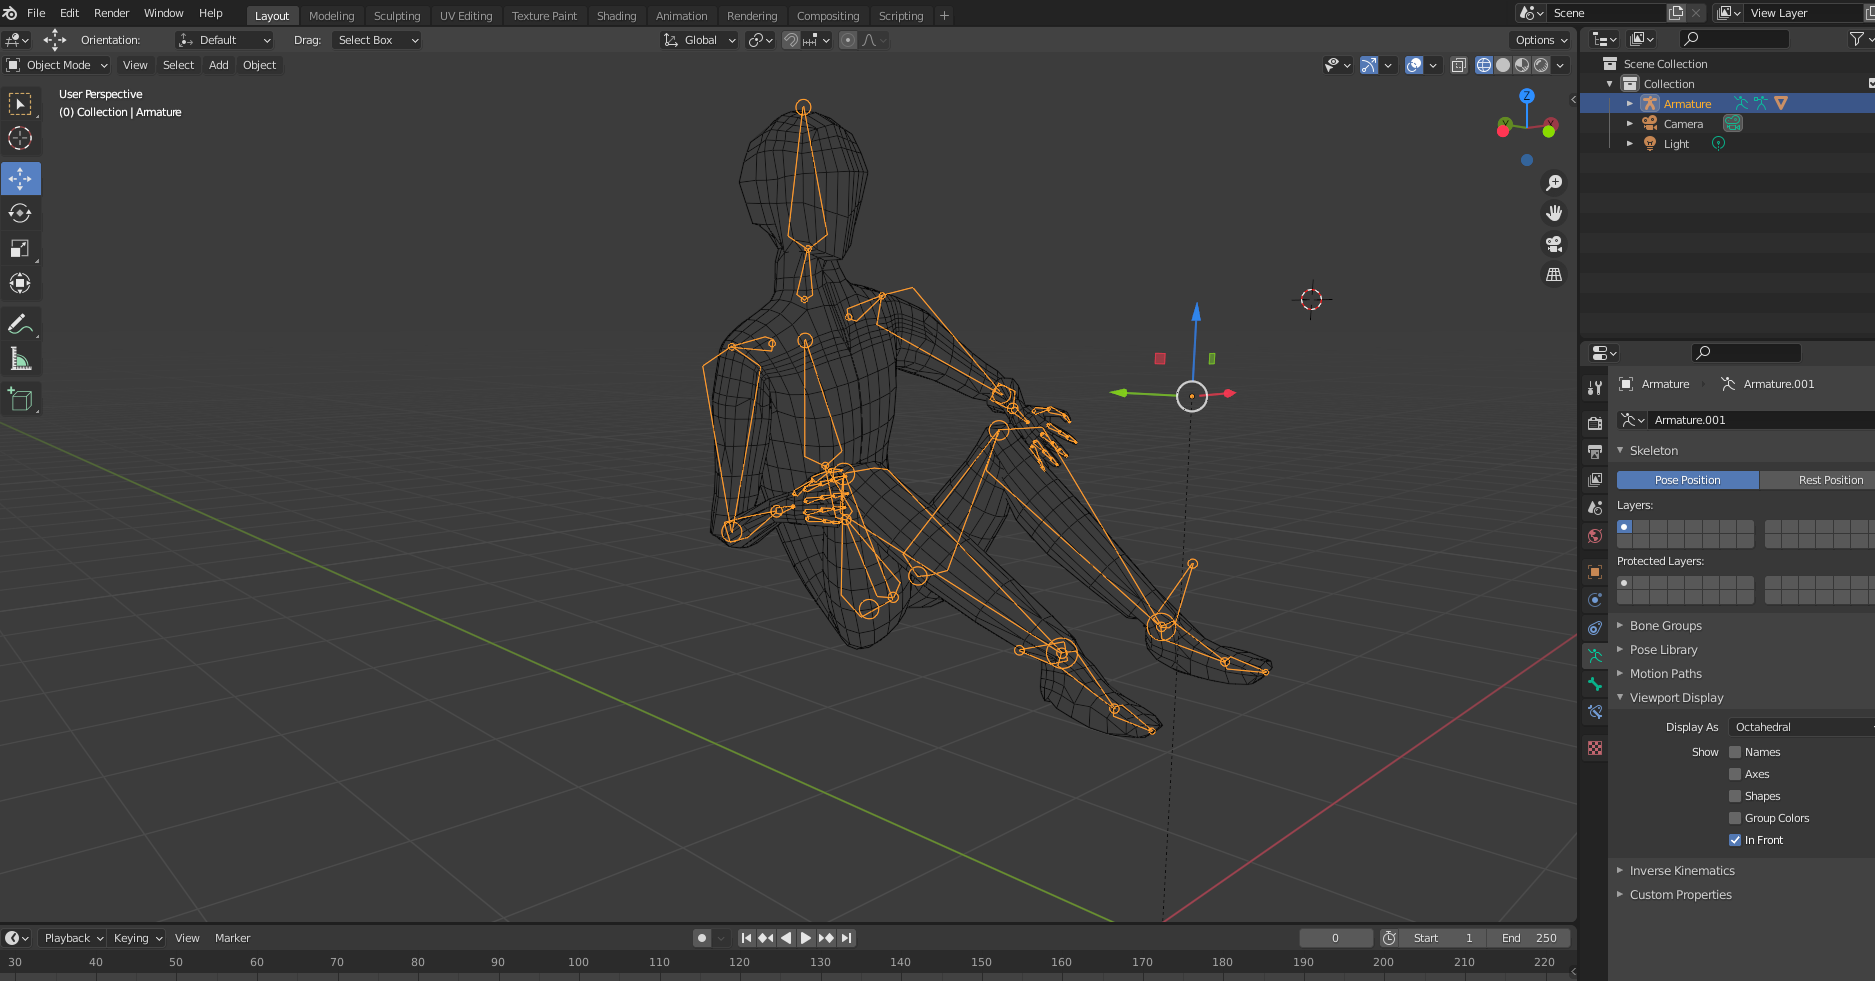 File Edit Render Window Help Layout Modeling Sculpting UV Editing Texture Paint Shading Animation Rendering Compositing Scripting + Scene View Layer
Orientation: Default Drag: Select Box Global Options
Object Mode View Select Add Object
User Perspective
(0) Collection | Armature
Z
Y
X
Scene Collection
Collection
Armature
Camera
Light
Armature Armature.001
Armature.001
Skeleton
Pose Position Rest Position
Layers:
Protected Layers:
Bone Groups
Pose Library
Motion Paths
Viewport Display
Display As Octahedral
Show Names
Axes
Shapes
Group Colors
In Front
Inverse Kinematics
Custom Properties
Playback Keying View Marker 0 Start 1 End 250
30 40 50 60 70 80 90 100 110 120 130 140 150 160 170 180 190 200 210 220